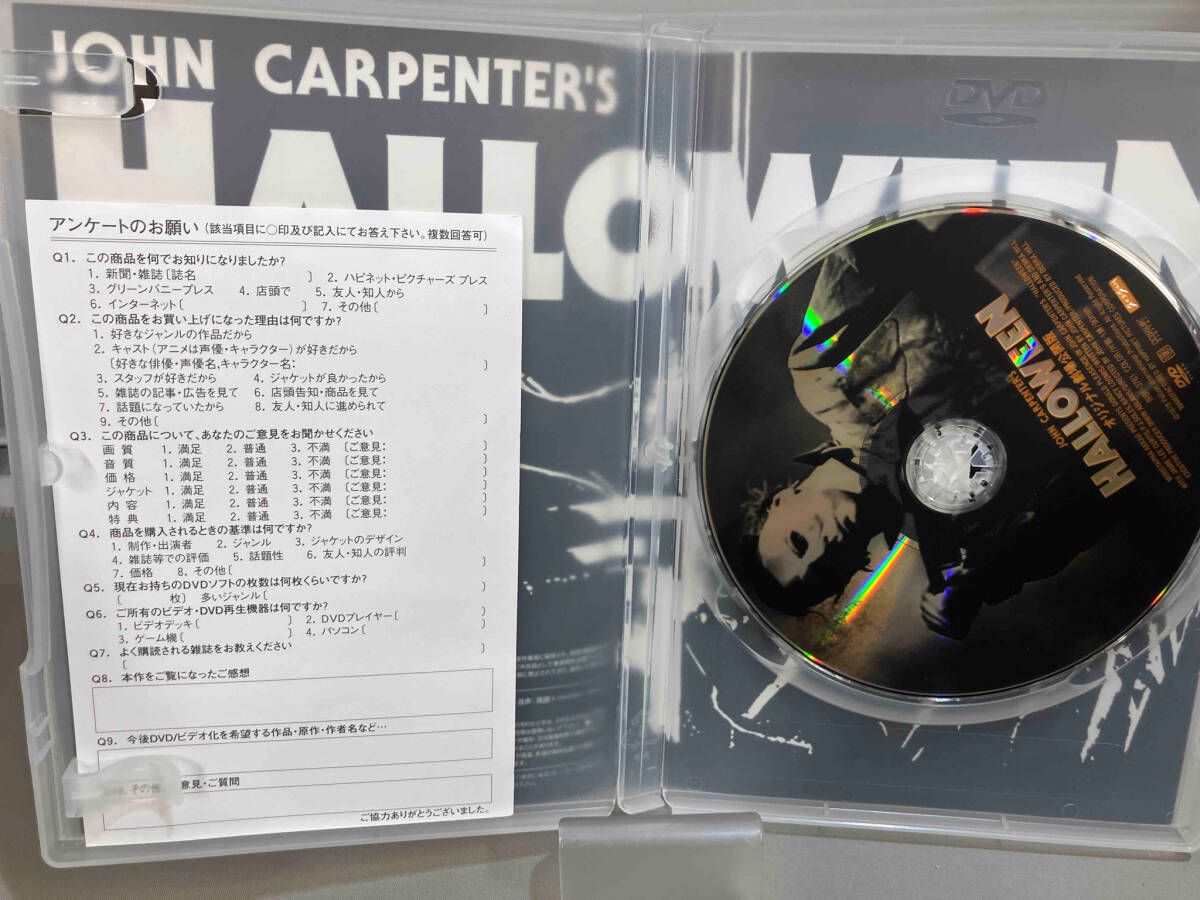 JOHN CARPENTER'S
HALLOWEEN
アンケートのお願い（該当項目に○印及び記入にてお答え下さい。複数回答可）
Q1. この商品を何でお知りになりましたか?
1. 新聞・雑誌〔誌名 〕 2. ハピネット・ピクチャーズ プレス
3. グリーンバニープレス 4. 店頭で 5. 友人・知人から
6. インターネット〔 〕 7. その他〔 〕
Q2. この商品をお買い上げになった理由は何ですか?
1. 好きなジャンルの作品だから
2. キャスト（アニメは声優・キャラクター）が好きだから
〔好きな俳優・声優名,キャラクター名: 〕
3. スタッフが好きだから 4. ジャケットが良かったから
5. 雑誌の記事・広告を見て 6. 店頭告知・商品を見て
7. 話題になっていたから 8. 友人・知人に進められて
9. その他〔 〕
Q3. この商品について、あなたのご意見をお聞かせください
画質 1. 満足 2. 普通 3. 不満 〔ご意見: 〕
音質 1. 満足 2. 普通 3. 不満 〔ご意見: 〕
価格 1. 満足 2. 普通 3. 不満 〔ご意見: 〕
ジャケット 1. 満足 2. 普通 3. 不満 〔ご意見: 〕
内容 1. 満足 2. 普通 3. 不満 〔ご意見: 〕
特典 1. 満足 2. 普通 3. 不満 〔ご意見: 〕
Q4. 商品を購入されるときの基準は何ですか?
1. 制作・出演者 2. ジャンル 3. ジャケットのデザイン
4. 雑誌等での評価 5. 話題性 6. 友人・知人の評判
7. 価格 8. その他〔 〕
Q5. 現在お持ちのDVDソフトの枚数は何枚くらいですか?
〔 枚〕 多いジャンル〔 〕
Q6. ご所有のビデオ・DVD再生機器は何ですか?
1. ビデオデッキ〔 〕 2. DVDプレイヤー〔 〕
3. ゲーム機〔 〕 4. パソコン〔 〕
Q7. よく購読される雑誌をお教えください
〔 〕
Q8. 本作をご覧になったご感想
Q9. 今後DVD/ビデオ化を希望する作品・原作・作者名など…
その他 意見・ご質問
ご協力ありがとうございました。
DVD
JOHN CARPENTER'S
HALLOWEEN
オリジナル劇場公開版